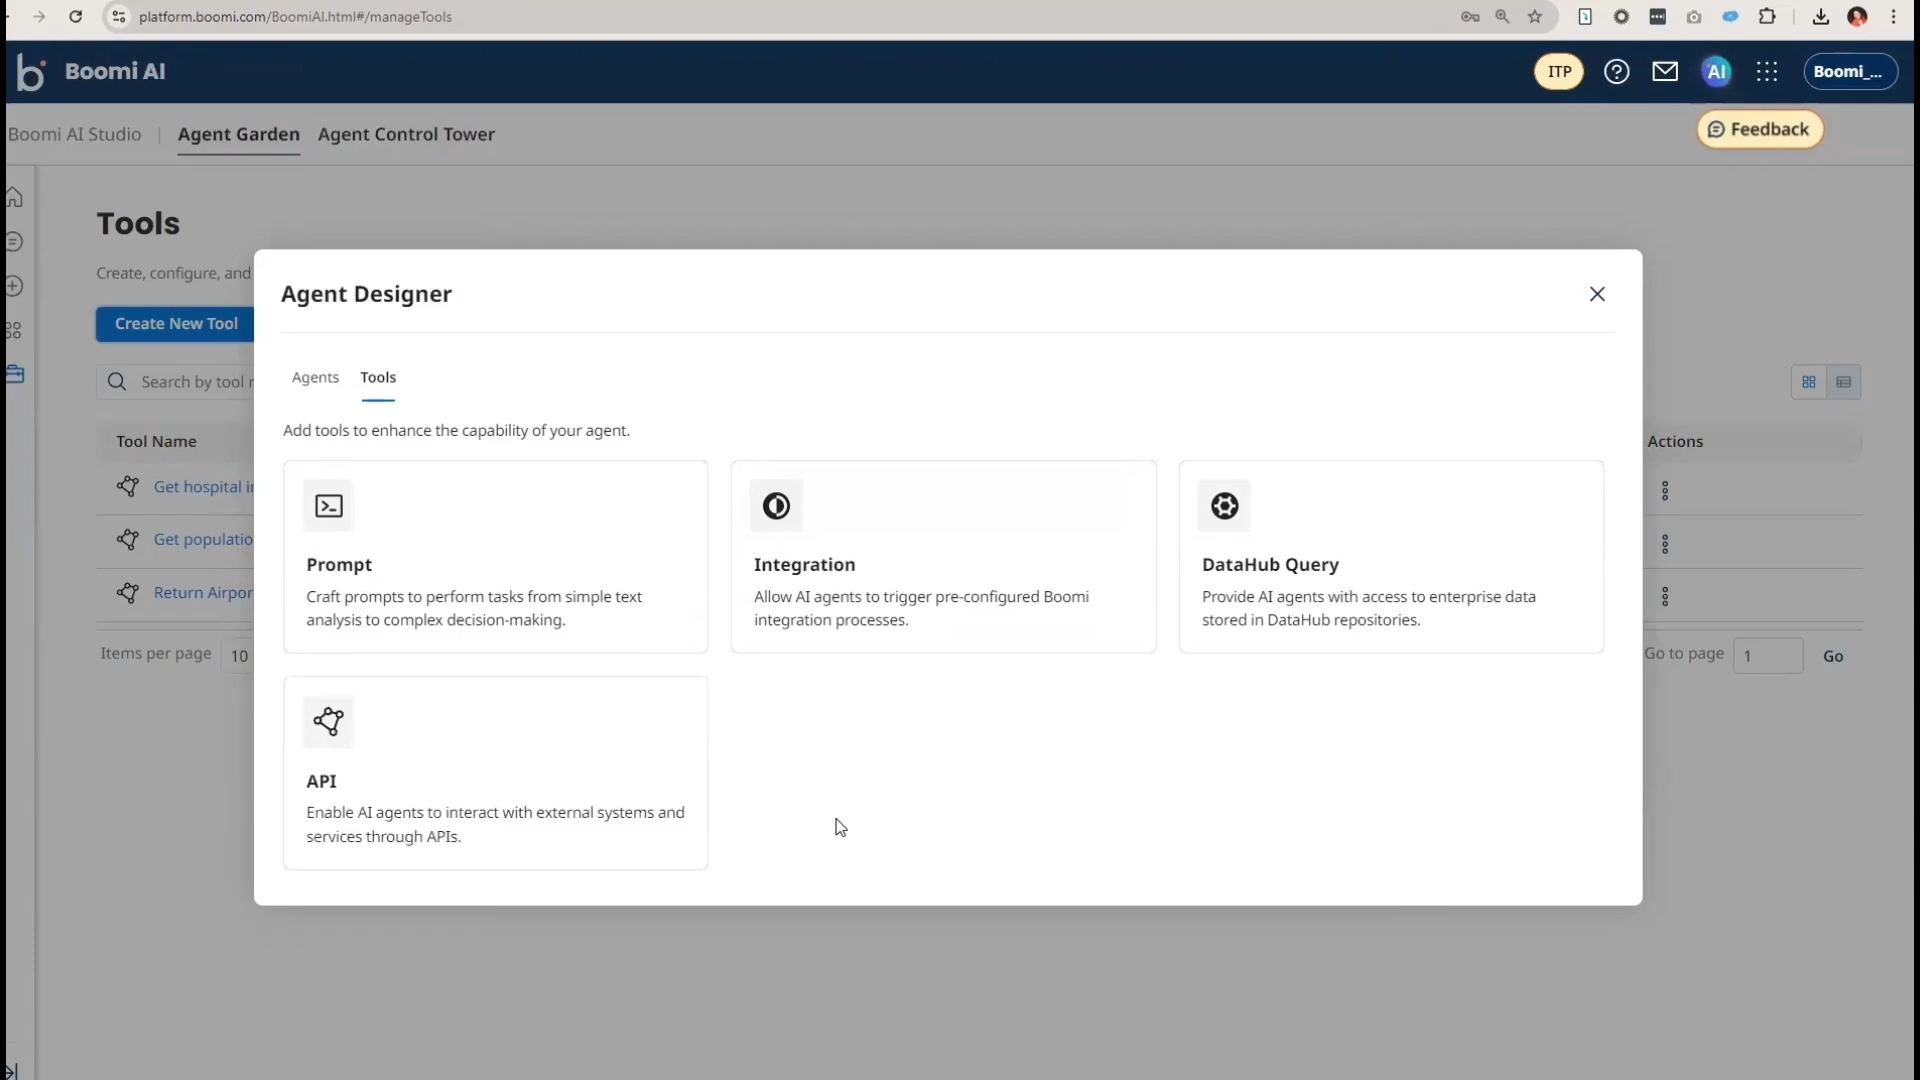 platform.boomi.com/BoomiAI.html#/manageTools
b Boomi AI
ITP
AI
Boomi_...
Boomi AI Studio | Agent Garden Agent Control Tower
Feedback
Tools
Create, configure, and
Create New Tool
Search by tool
Tool Name
Actions
Get hospital
Get populatio
Return Airpor
Items per page 10
Go to page 1 Go
Agent Designer
Agents Tools
Add tools to enhance the capability of your agent.
Prompt
Craft prompts to perform tasks from simple text
analysis to complex decision-making.
Integration
Allow AI agents to trigger pre-configured Boomi
integration processes.
DataHub Query
Provide AI agents with access to enterprise data
stored in DataHub repositories.
API
Enable AI agents to interact with external systems and
services through APIs.